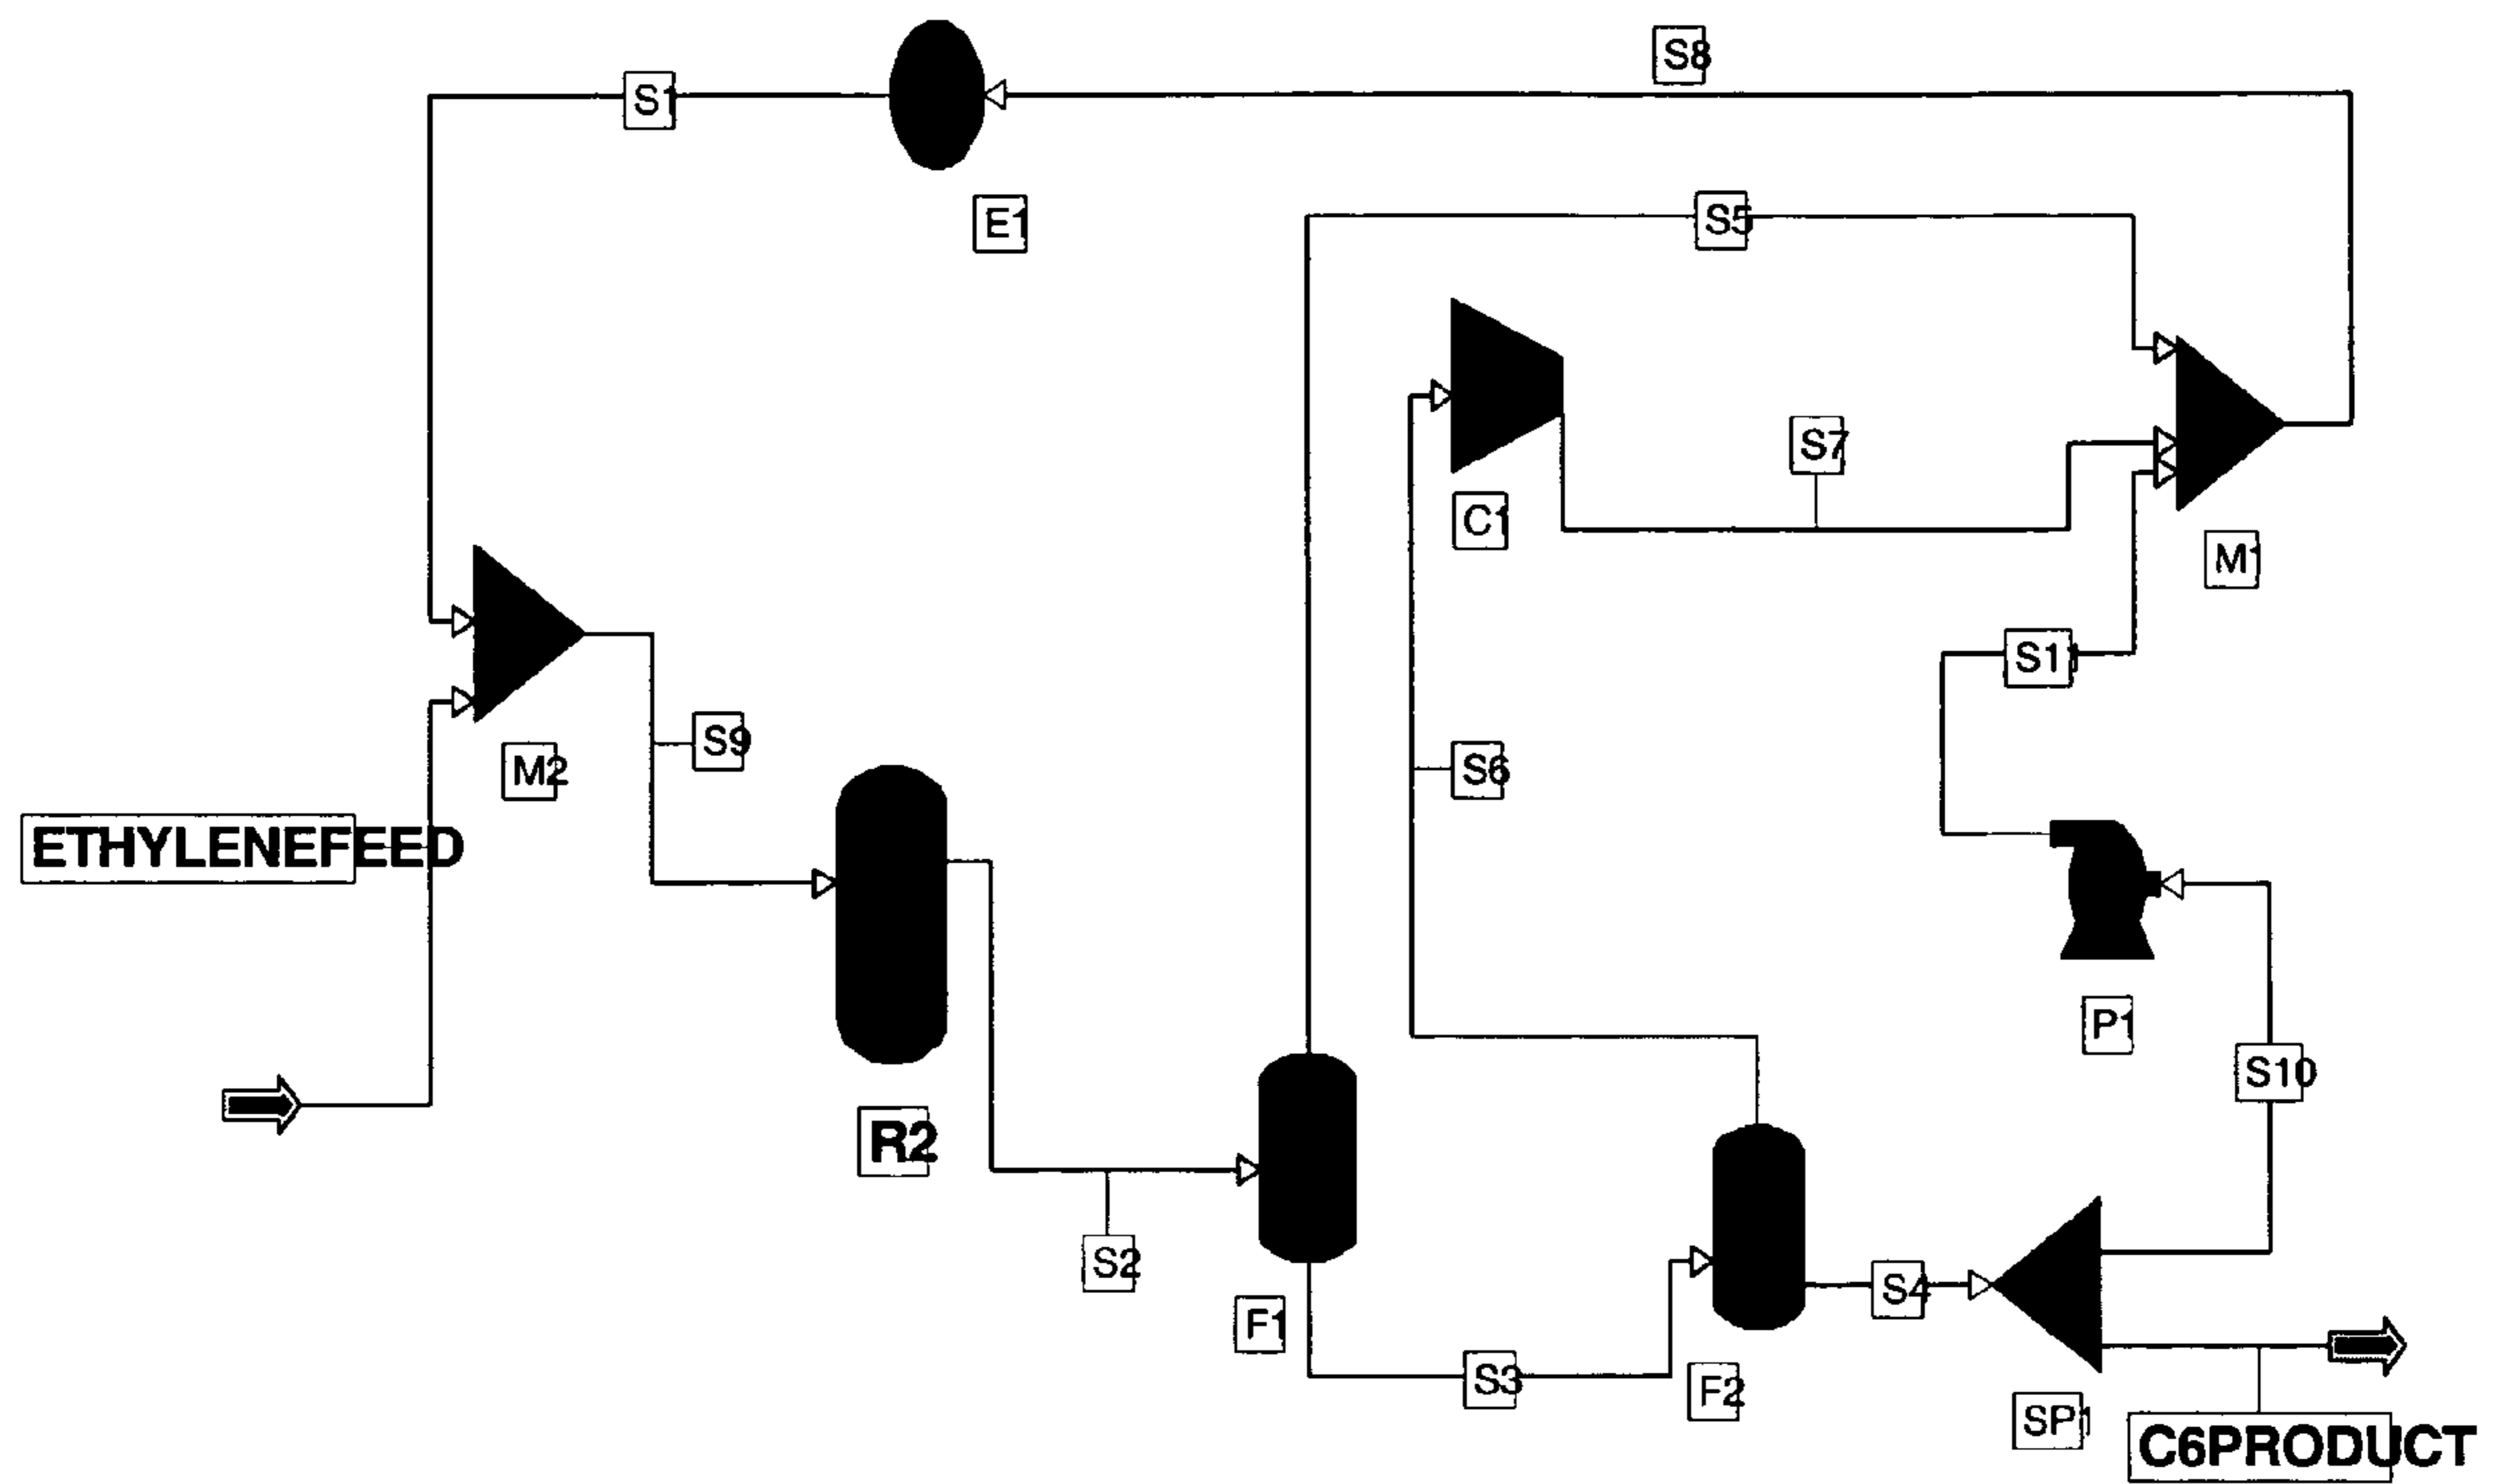 S8
S1
E1
S5
S7
C1
M1
S11
S9
M2
S6
ETHYLENEFEED
P1
S10
R2
S2
F1
S4
S3
F2
SP1
C6PRODUCT